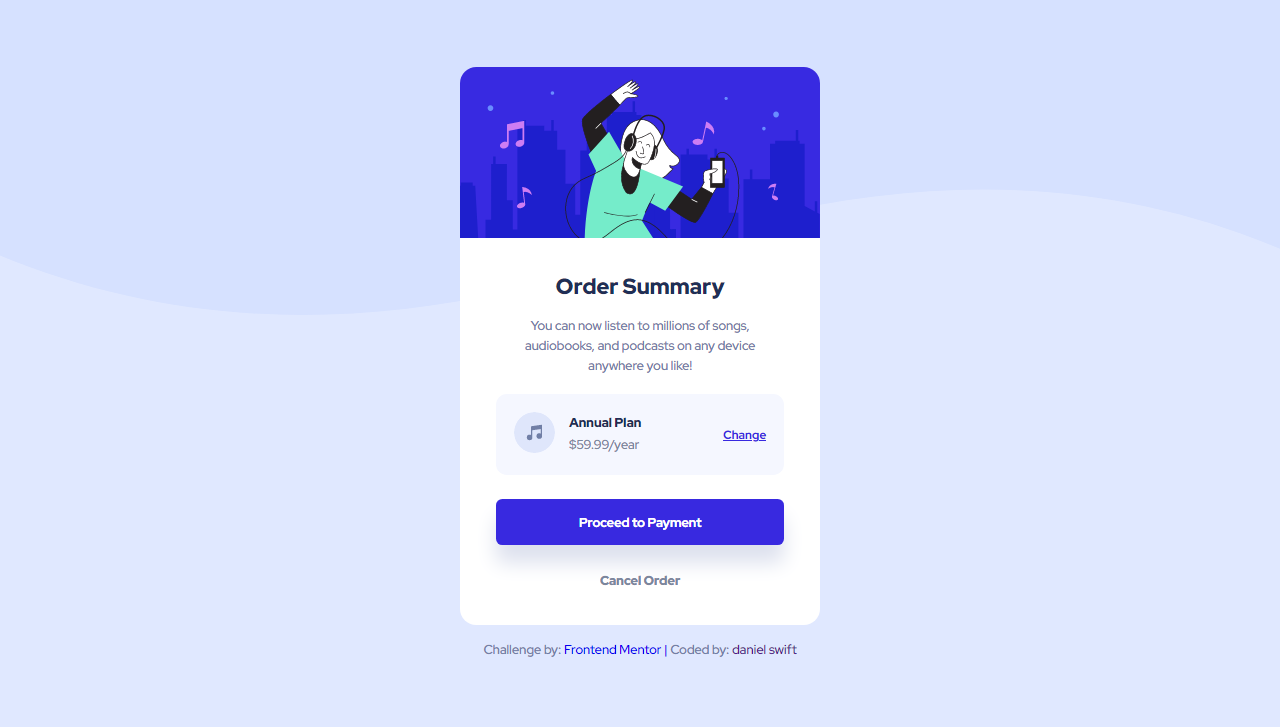 Order Summary
You can now listen to millions of songs,
audiobooks, and podcasts on any device
anywhere you like!
Annual Plan
$59.99/year
Change
Proceed to Payment
Cancel Order
Challenge by: Frontend Mentor | Coded by: daniel swift